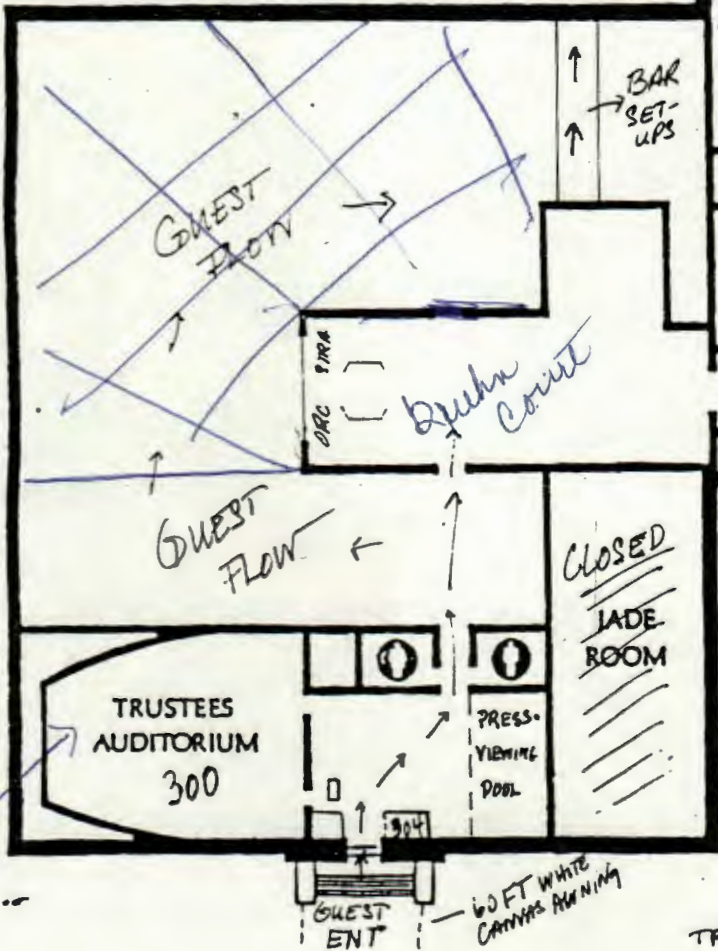 BAR
SET-
UPS
GUEST
FLOW
ORC STRA
Court
GUEST
FLOW
CLOSED
JADE
ROOM
TRUSTEES
AUDITORIUM
300
PRESS-
VIEWING
POOL
304
GUEST
ENT
60 FT WHITE
CANVAS AWNING